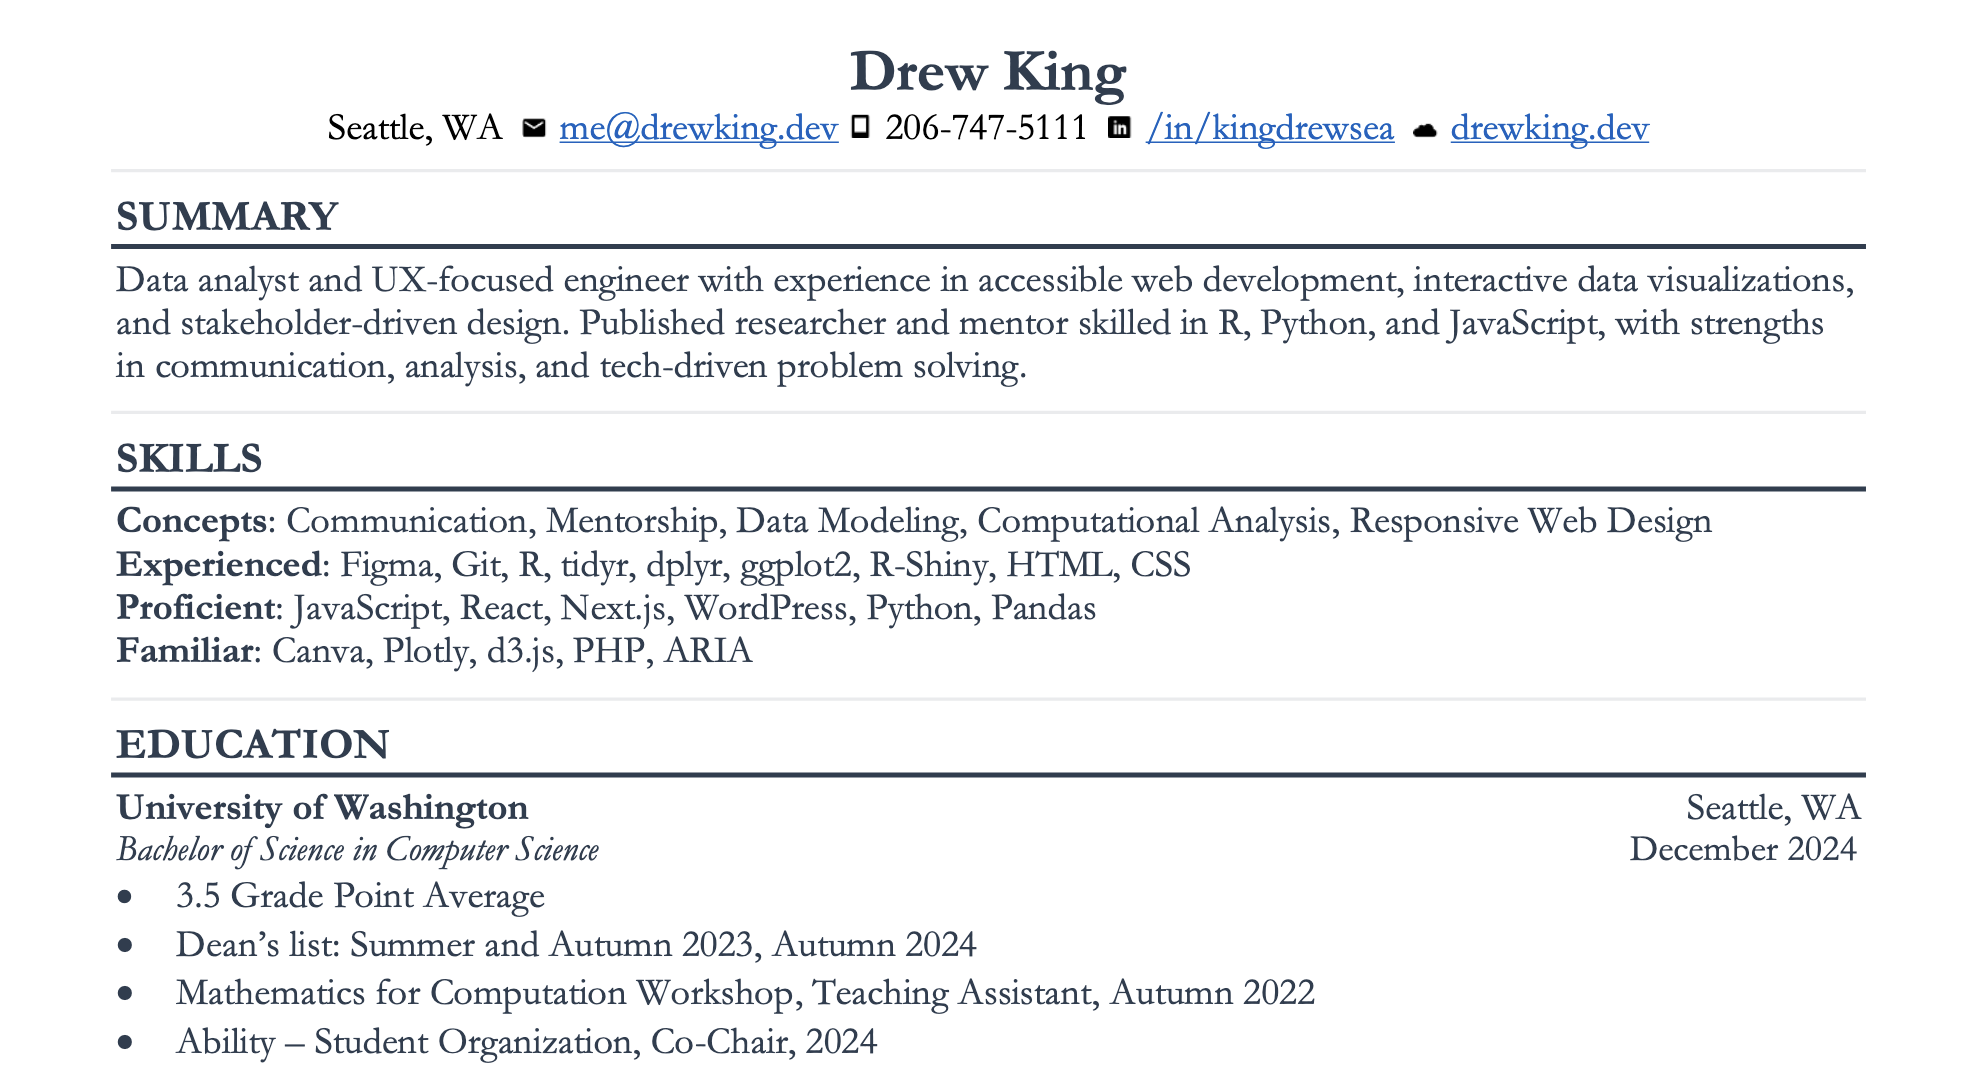 Drew King
Seattle, WA me@drewking.dev 206-747-5111 /in/kingdrewsea drewking.dev
SUMMARY
Data analyst and UX-focused engineer with experience in accessible web development, interactive data visualizations,
and stakeholder-driven design. Published researcher and mentor skilled in R, Python, and JavaScript, with strengths
in communication, analysis, and tech-driven problem solving.
SKILLS
Concepts: Communication, Mentorship, Data Modeling, Computational Analysis, Responsive Web Design
Experienced: Figma, Git, R, tidyr, dplyr, ggplot2, R-Shiny, HTML, CSS
Proficient: JavaScript, React, Next.js, WordPress, Python, Pandas
Familiar: Canva, Plotly, d3.js, PHP, ARIA
EDUCATION
University of Washington Seattle, WA
Bachelor of Science in Computer Science December 2024
• 3.5 Grade Point Average
• Dean’s list: Summer and Autumn 2023, Autumn 2024
• Mathematics for Computation Workshop, Teaching Assistant, Autumn 2022
• Ability – Student Organization, Co-Chair, 2024